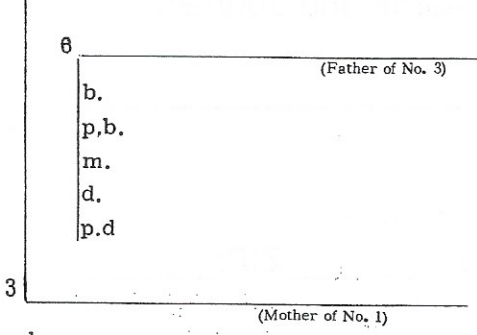 6
(Father of No. 3)
b.
p,b.
m.
d.
p.d
3
(Mother of No. 1)